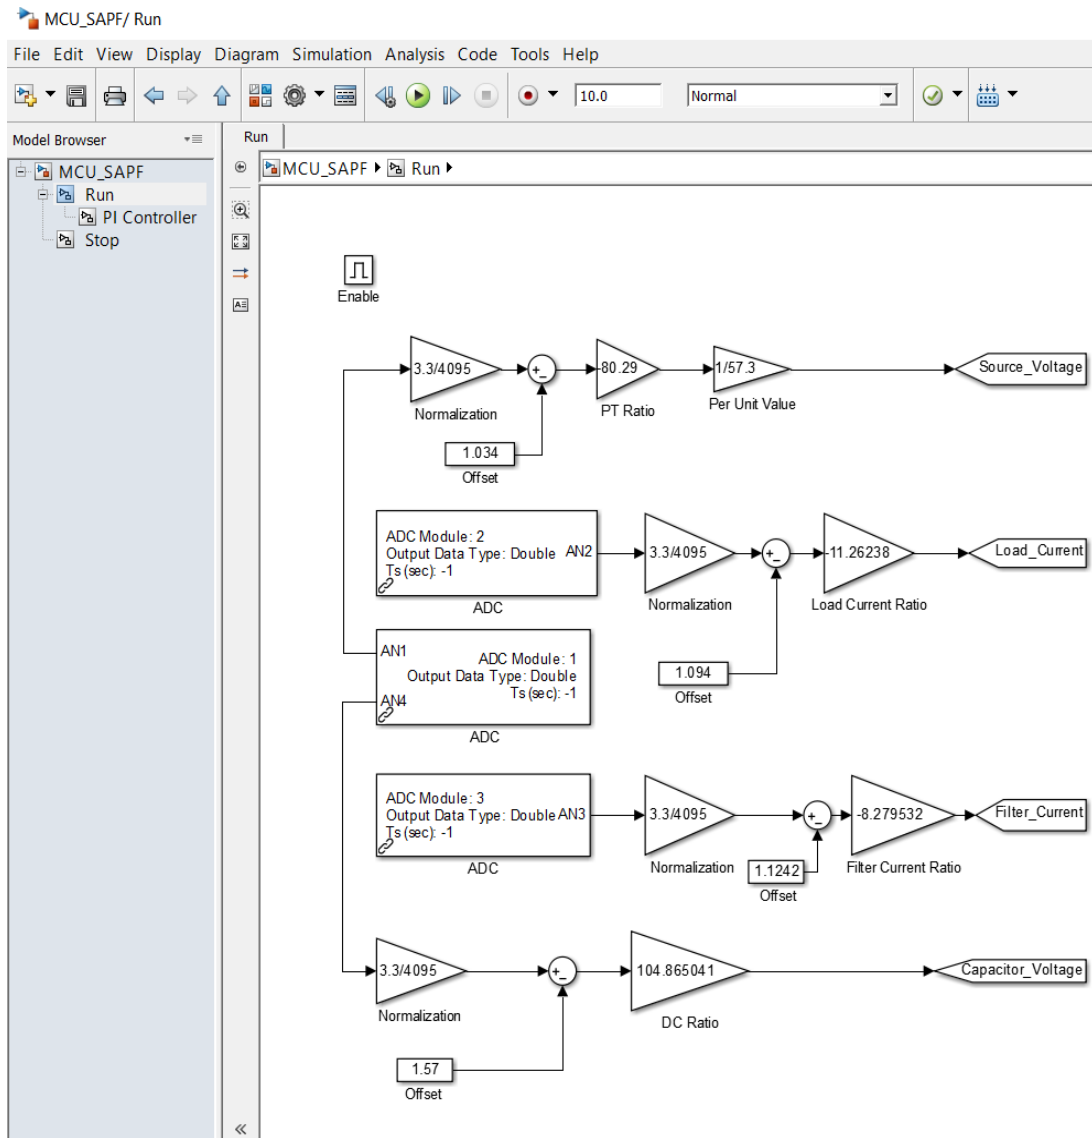 MCU_SAPF/ Run
File Edit View Display Diagram Simulation Analysis Code Tools Help
10.0
Normal
Model Browser
MCU_SAPF
Run
PI Controller
Stop
Run
MCU_SAPF Run
Enable
3.3/4095
Normalization
+
-
1.034
Offset
-80.29
PT Ratio
1/57.3
Per Unit Value
Source_Voltage
ADC Module: 2
Output Data Type: Double
Ts (sec): -1
AN2
ADC
3.3/4095
Normalization
+
-
1.094
Offset
-11.26238
Load Current Ratio
Load_Current
AN1
AN4
ADC Module: 1
Output Data Type: Double
Ts (sec): -1
ADC
ADC Module: 3
Output Data Type: Double
Ts (sec): -1
AN3
ADC
3.3/4095
Normalization
+
-
1.1242
Offset
-8.279532
Filter Current Ratio
Filter_Current
3.3/4095
Normalization
+
-
1.57
Offset
104.865041
DC Ratio
Capacitor_Voltage